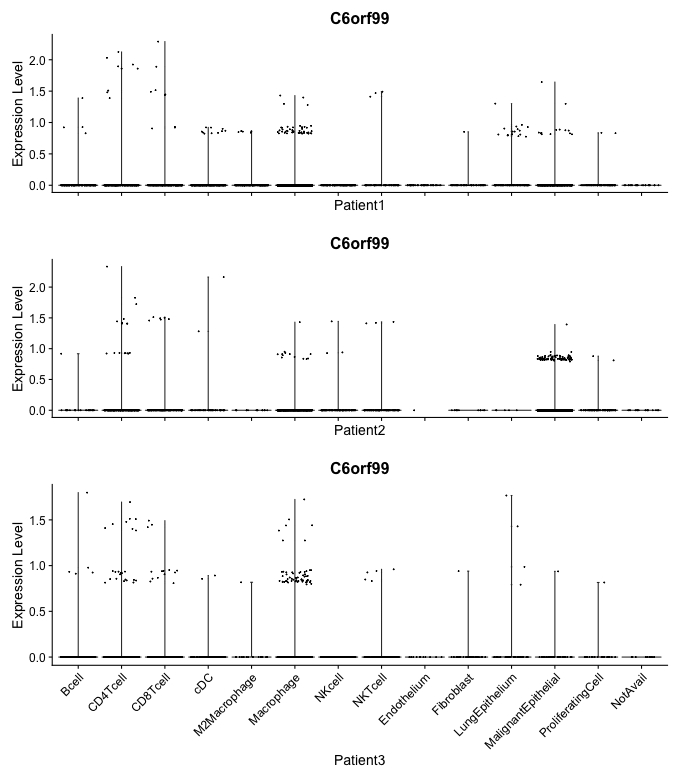 C6orf99
Expression Level
2.0
1.5
1.0
0.5
0.0
Patient1
C6orf99
Expression Level
2.0
1.5
1.0
0.5
0.0
Patient2
C6orf99
Expression Level
1.5
1.0
0.5
0.0
Bcell
CD4Tcell
CD8Tcell
cDC
M2Macrophage
Macrophage
NKcell
NKTcell
Endothelium
Fibroblast
LungEpithelium
MalignantEpithelial
ProliferatingCell
NotAvail
Patient3